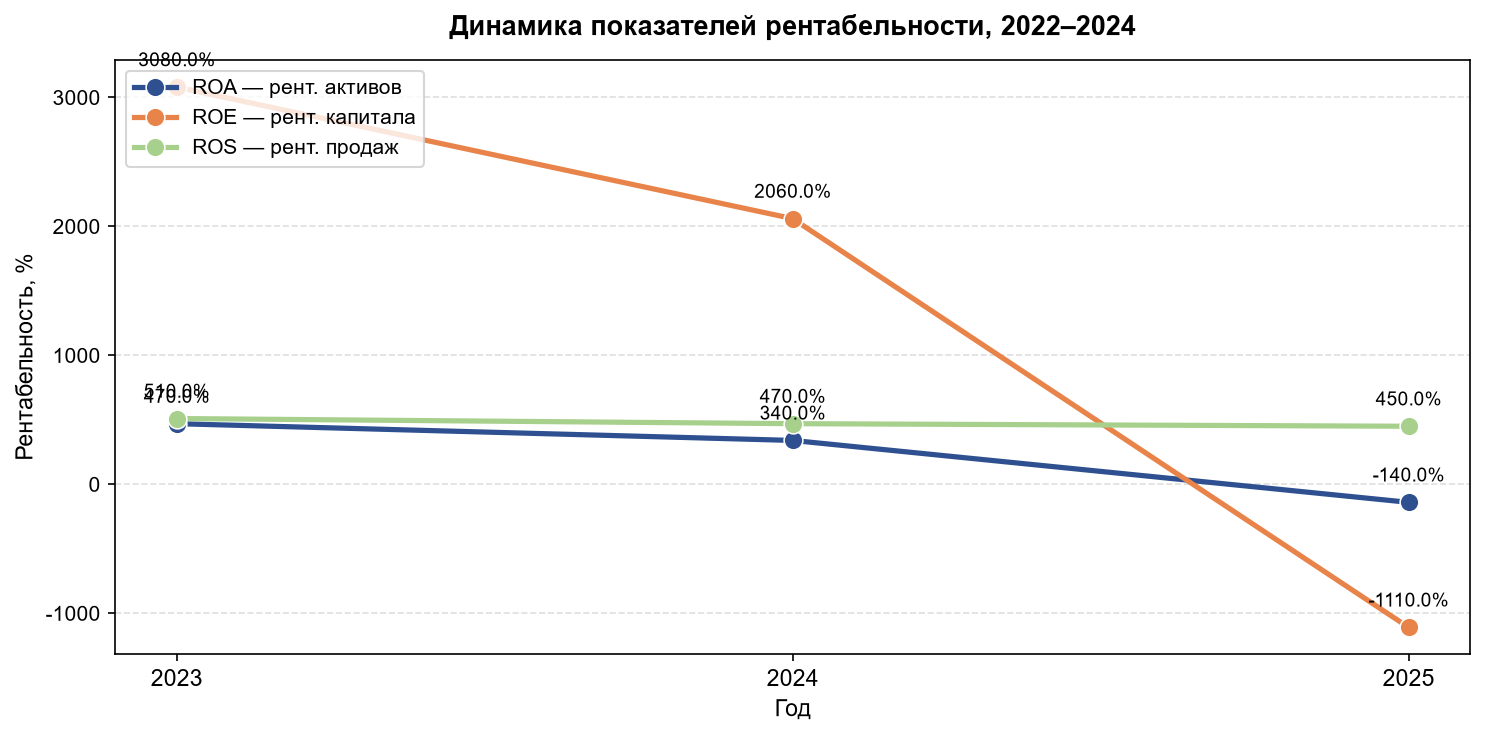 Динамика показателей рентабельности, 2022–2024
3080.0%
ROA — рент. активов
ROE — рент. капитала
ROS — рент. продаж
3000
2000
1000
0
-1000
Рентабельность, %
2060.0%
510.0%
470.0%
470.0%
340.0%
450.0%
-140.0%
-1110.0%
2023
2024
2025
Год